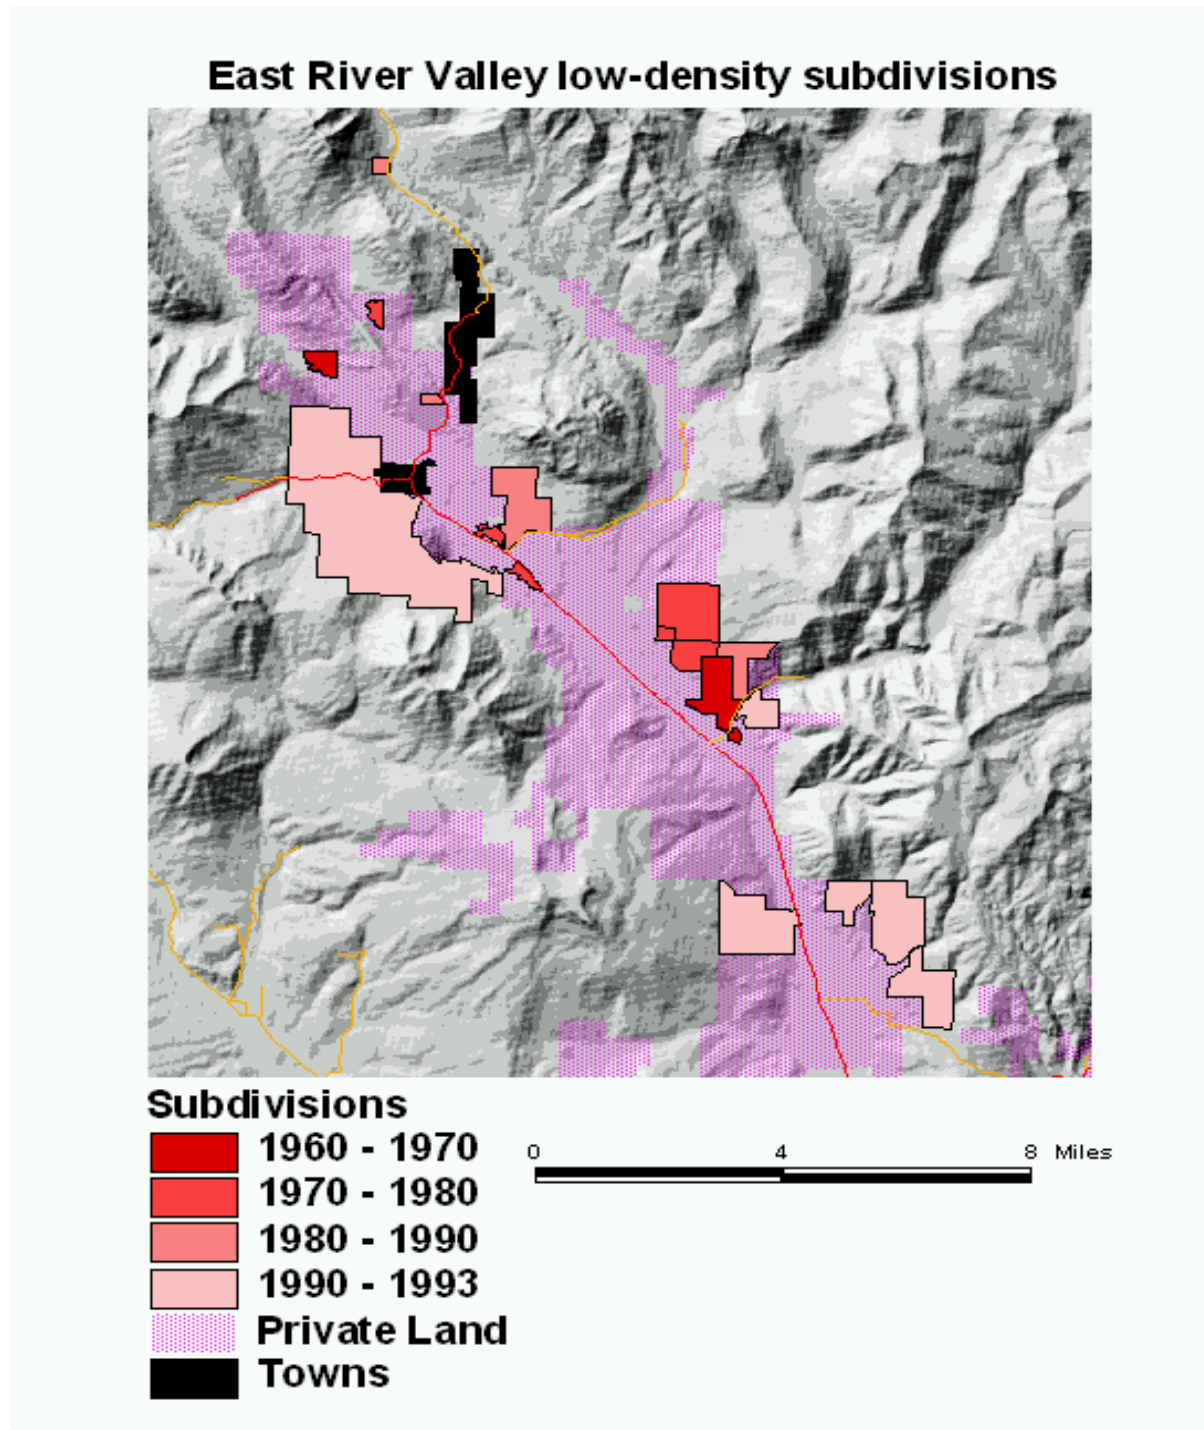 East River Valley low-density subdivisions
Subdivisions
1960 - 1970
1970 - 1980
1980 - 1990
1990 - 1993
Private Land
Towns
0 4 8 Miles